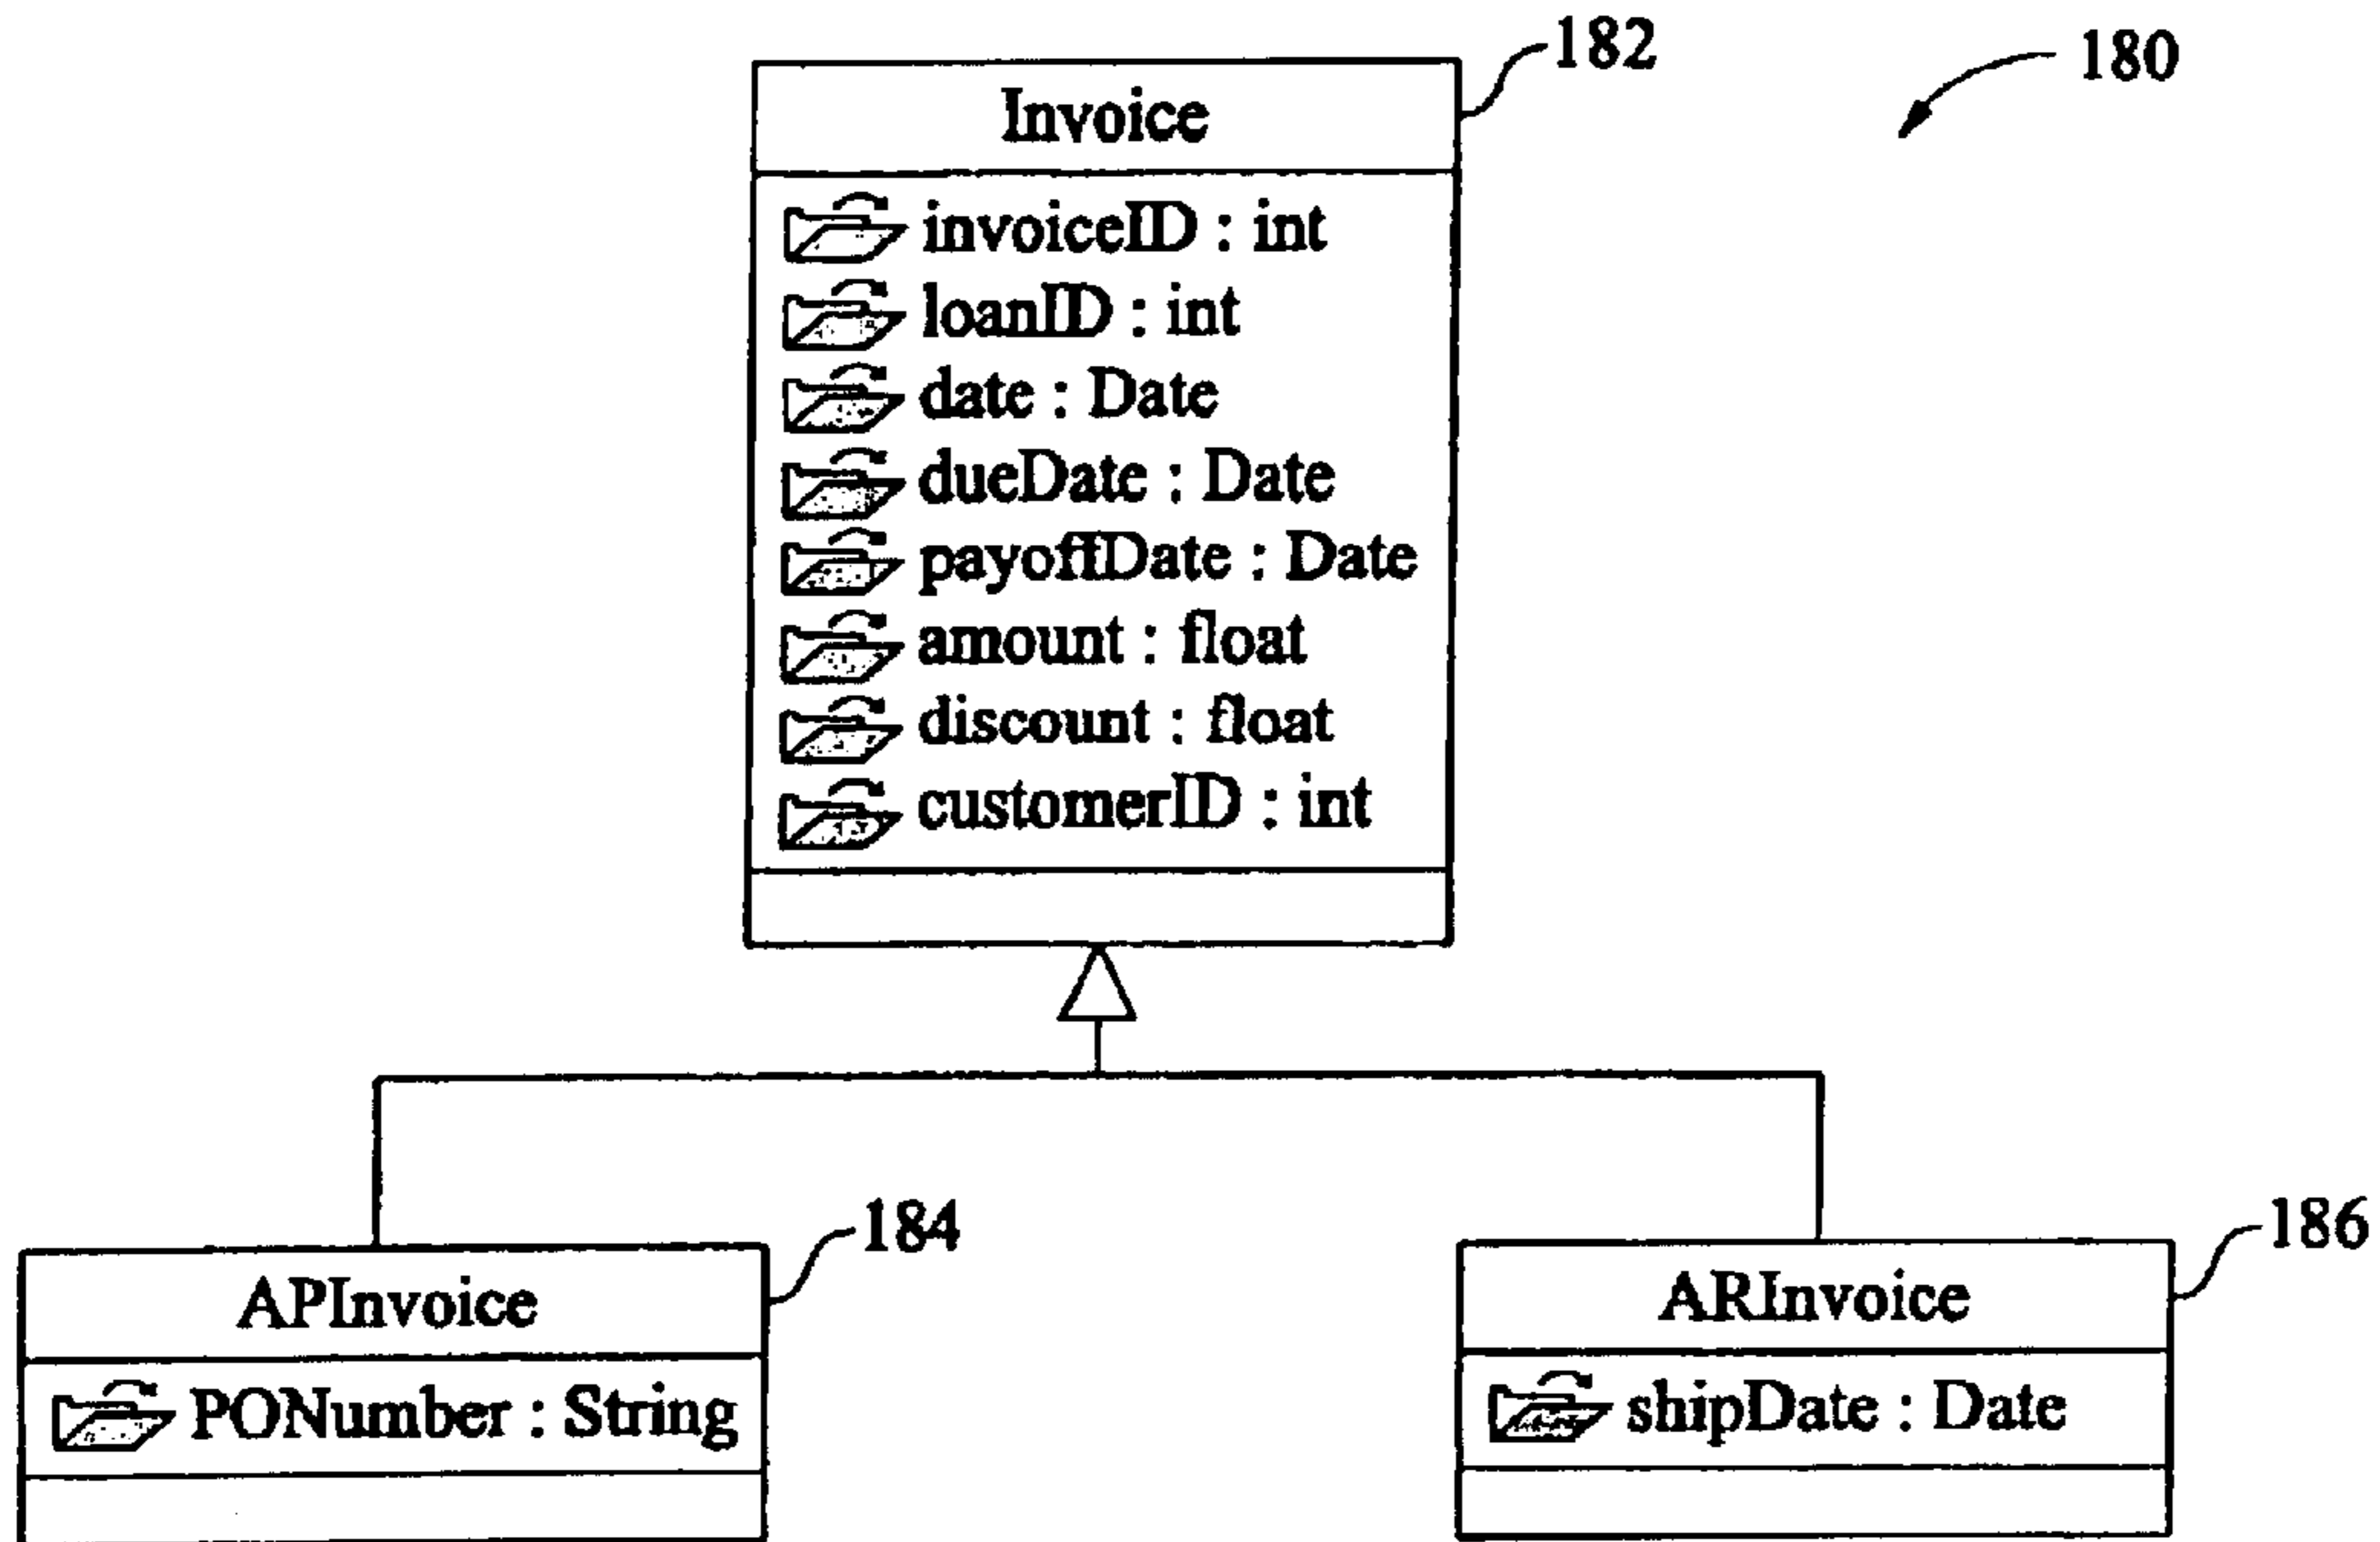 182
180
Invoice
invoiceID : int
loanID : int
date : Date
dueDate : Date
payoffDate : Date
amount : float
discount : float
customerID : int
184
186
APInvoice
ARInvoice
PONumber : String
shipDate : Date